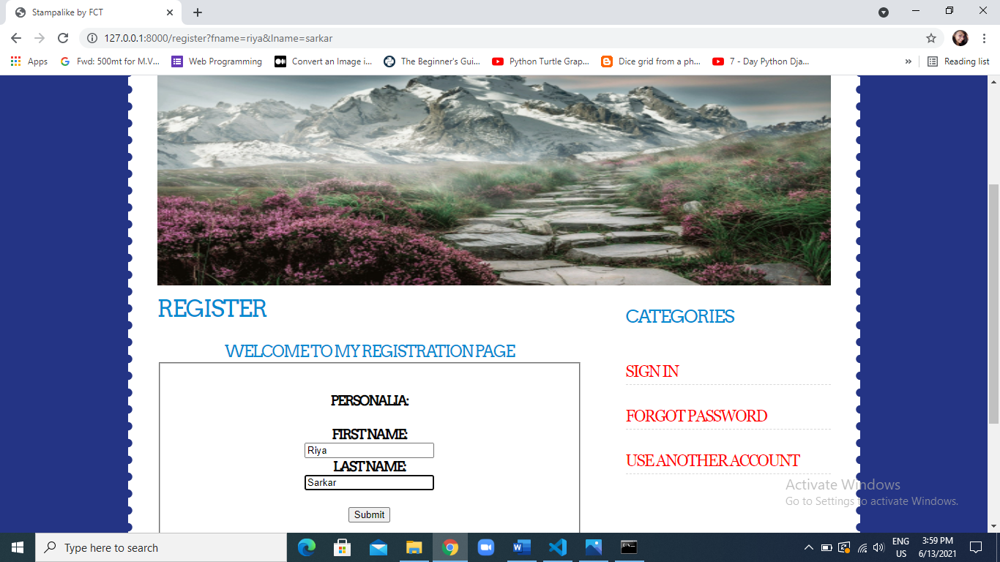 Stampalike by FCT
127.0.0.1:8000/register?fname=riya&lname=sarkar
Apps
Fwd: 500mt for M.V...
Web Programming
Convert an Image i...
The Beginner's Gui...
Python Turtle Grap...
Dice grid from a ph...
7 - Day Python Dja...
»
Reading list
REGISTER
WELCOME TO MY REGISTRATION PAGE
PERSONALIA:
FIRST NAME:
Riya
LAST NAME:
Sarkar
Submit
CATEGORIES
SIGN IN
FORGOT PASSWORD
USE ANOTHER ACCOUNT
Activate Windows
Go to Settings to activate Windows.
Type here to search
ENG
US
3:59 PM
6/13/2021